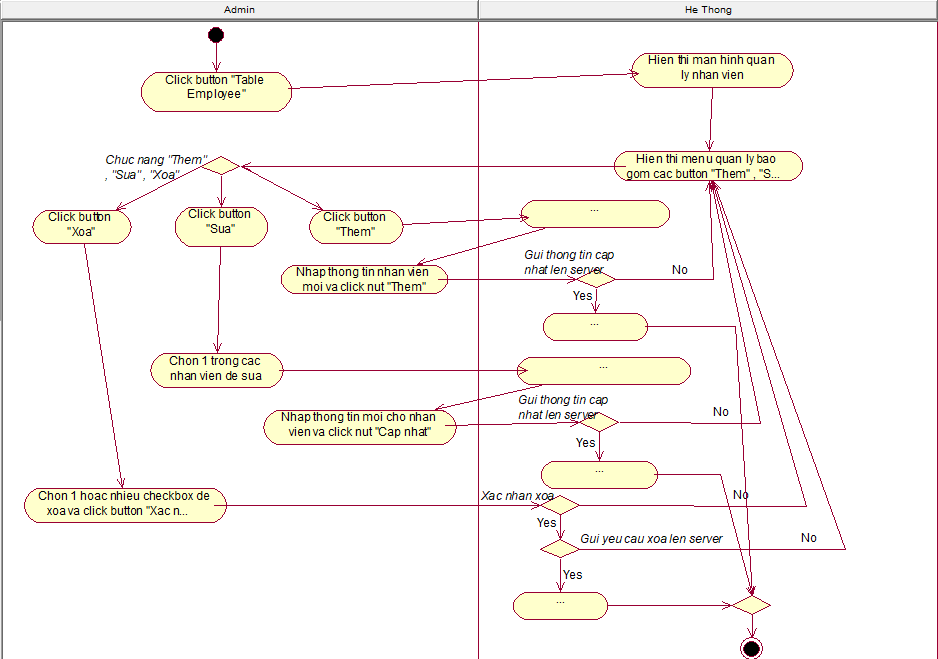 Admin
He Thong
Click button "Table
Employee"
Hien thi man hinh quan
ly nhan vien
Hien thi menu quan ly bao
gom cac button "Them" , "S...
Chuc nang "Them"
, "Sua" , "Xoa"
Click button
"Xoa"
Click button
"Sua"
Click button
"Them"
...
Nhap thong tin nhan vien
moi va click nut "Them"
Gui thong tin cap
nhat len server
No
Yes
...
Chon 1 trong cac
nhan vien de sua
...
Nhap thong tin moi cho nhan
vien va click nut "Cap nhat"
Gui thong tin cap
nhat len server
No
Yes
...
Chon 1 hoac nhieu checkbox de
xoa va click button "Xac n...
Xac nhan xoa
No
Yes
Gui yeu cau xoa len server
No
Yes
...